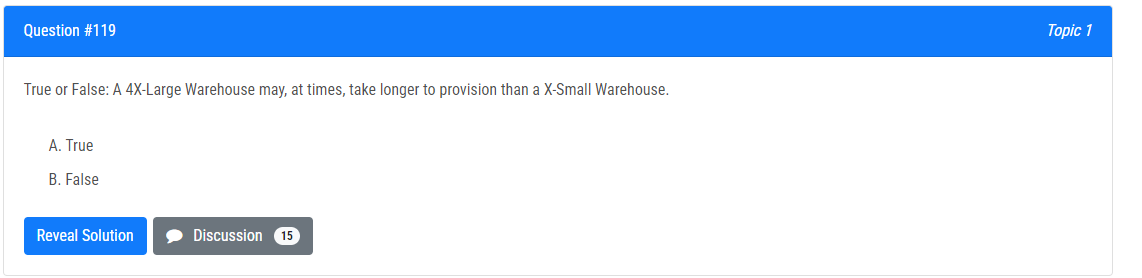 Question #119
Topic 1
True or False: A 4X-Large Warehouse may, at times, take longer to provision than a X-Small Warehouse.
A. True
B. False
Reveal Solution
Discussion 15